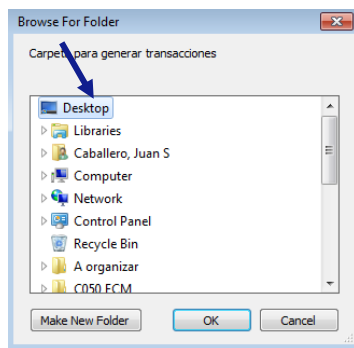 Browse For Folder
Carpeta para generar transacciones
Desktop
Libraries
Caballero, Juan S
Computer
Network
Control Panel
Recycle Bin
A organizar
C050 FCM
Make New Folder
OK
Cancel